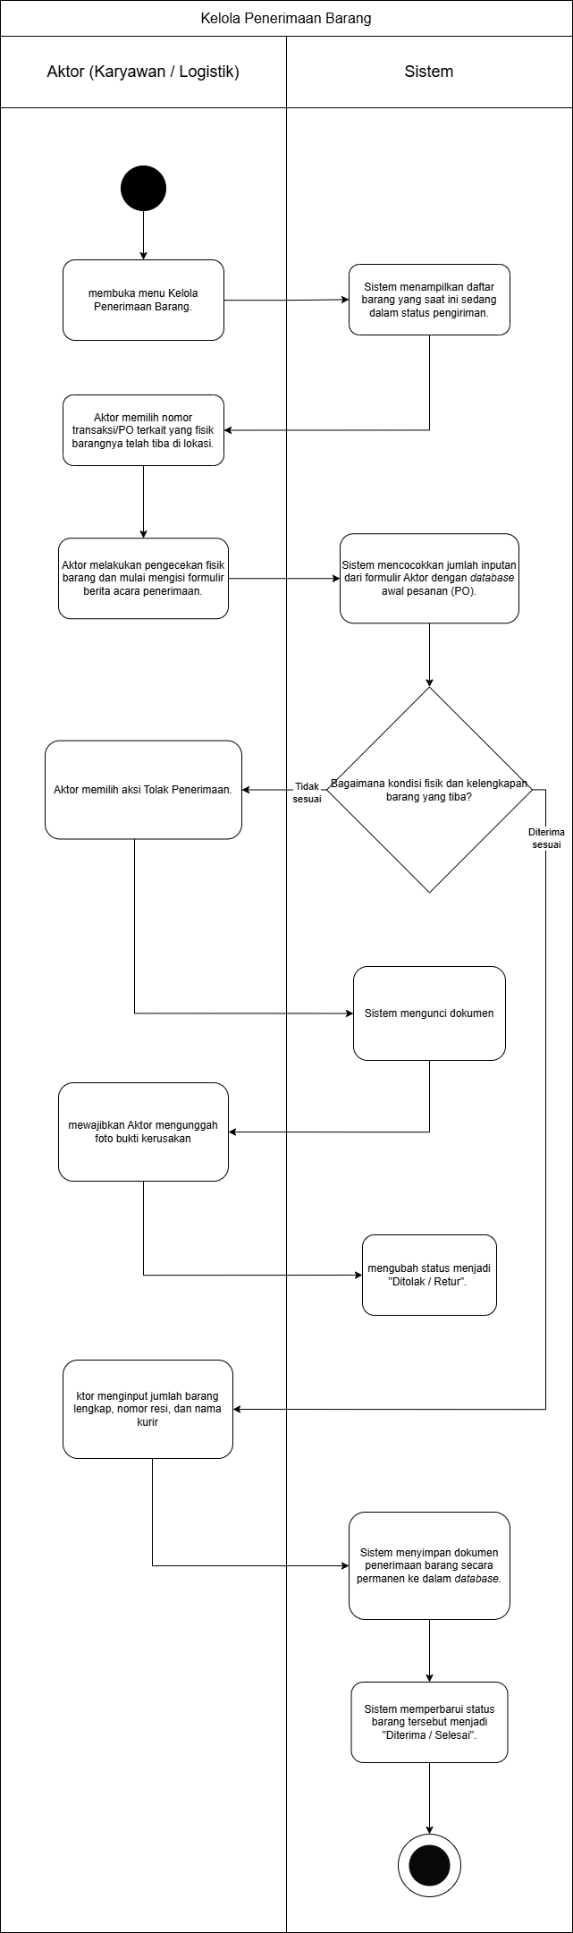 Kelola Penerimaan Barang
Aktor (Karyawan / Logistik)
Sistem
membuka menu Kelola
Penerimaan Barang.
Sistem menampilkan daftar
barang yang saat ini sedang
dalam status pengiriman.
Aktor memilih nomor
transaksi/PO terkait yang fisik
barangnya telah tiba di lokasi.
Aktor melakukan pengecekan fisik
barang dan mulai mengisi formulir
berita acara penerimaan.
Sistem mencocokkan jumlah inputan
dari formulir Aktor dengan database
awal pesanan (PO).
Bagaimana kondisi fisik dan kelengkapan
barang yang tiba?
Tidak
sesuai
Aktor memilih aksi Tolak Penerimaan.
Diterima
sesuai
Sistem mengunci dokumen
mewajibkan Aktor mengunggah
foto bukti kerusakan
mengubah status menjadi
"Ditolak / Retur".
ktor menginput jumlah barang
lengkap, nomor resi, dan nama
kurir
Sistem menyimpan dokumen
penerimaan barang secara
permanen ke dalam database.
Sistem memperbarui status
barang tersebut menjadi
"Diterima / Selesai".